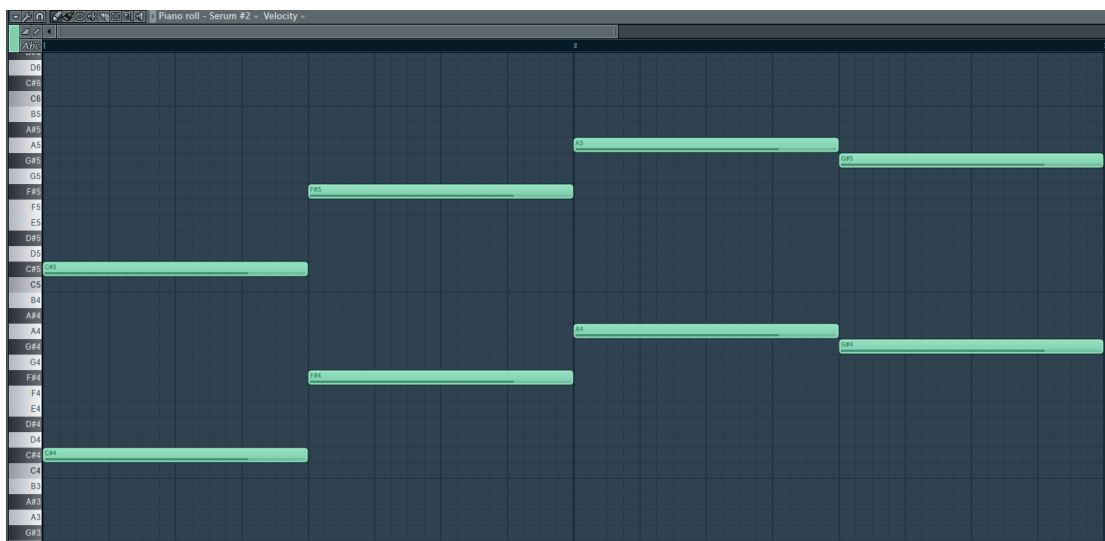 Piano roll - Serum #2 - Velocity -
Abc 1 2
D6
C#6
C6
B5
A#5
A5 A5
G#5 G#5
G5
F#5 F#5
F5
E5
D#5
D5
C#5 C#5
C5
B4
A#4
A4 A4
G#4 G#4
G4
F#4 F#4
F4
E4
D#4
D4
C#4 C#4
C4
B3
A#3
A3
G#3